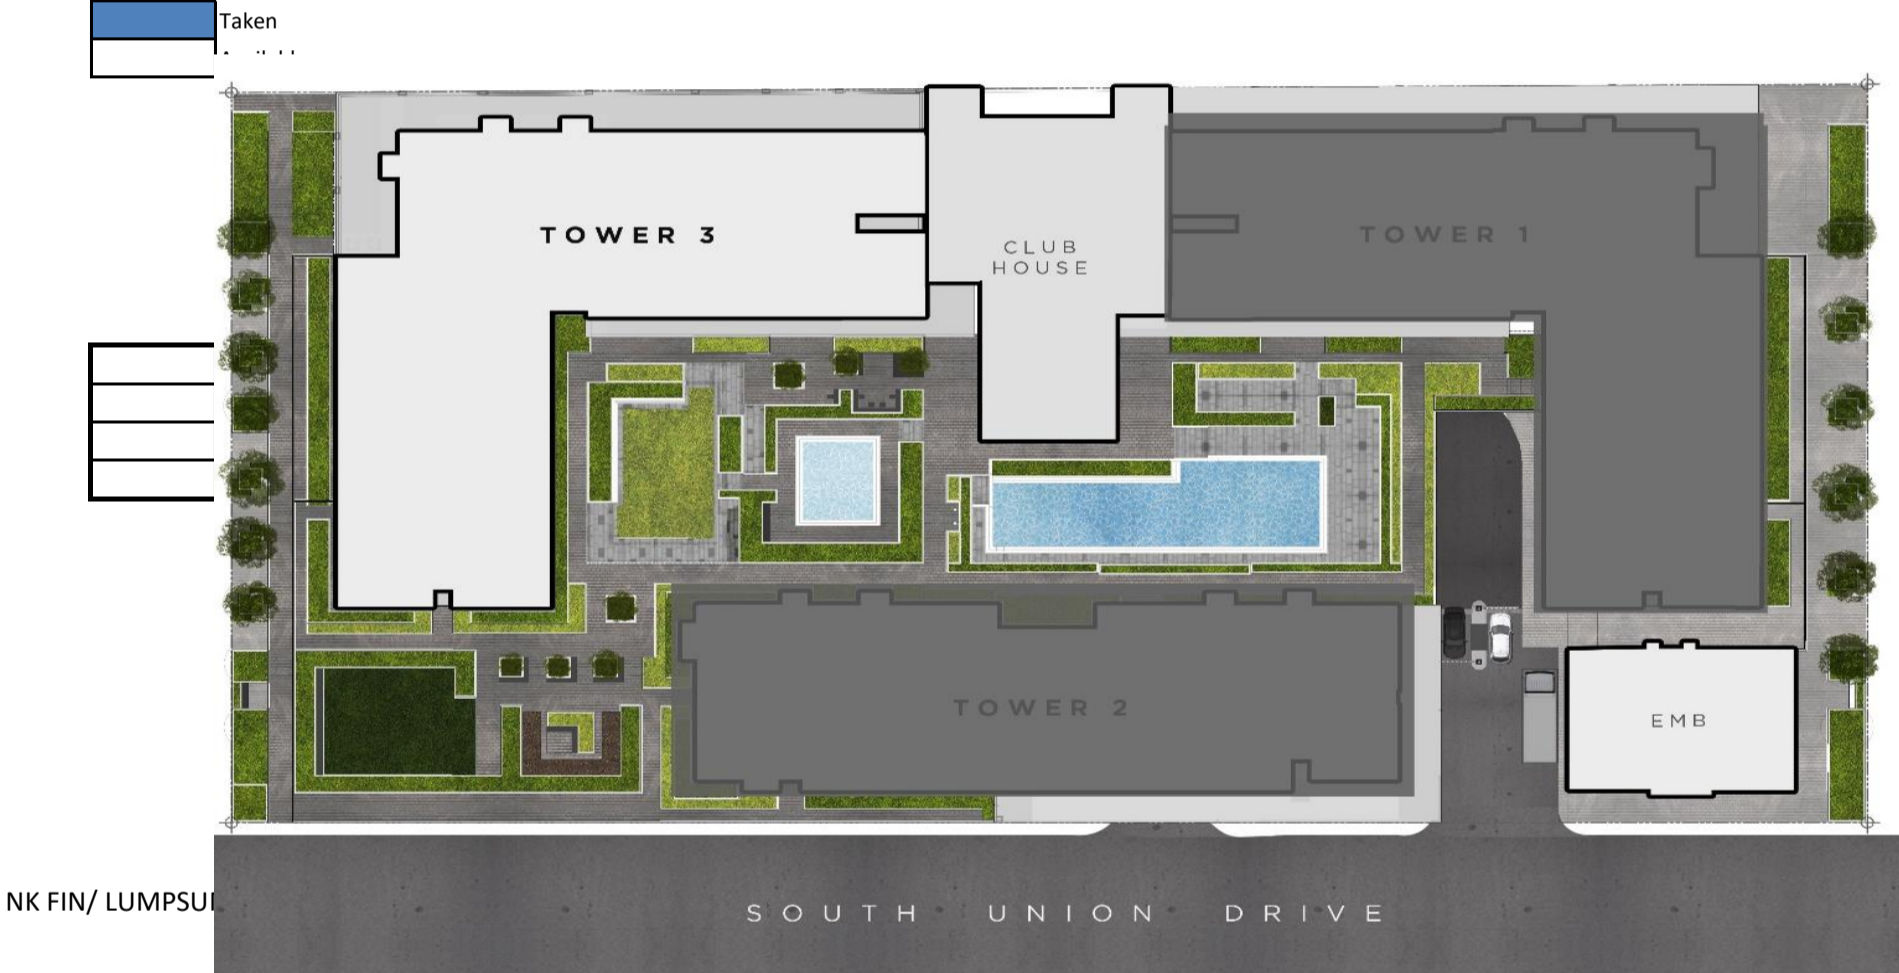 Taken
TOWER 3
CLUB
HOUSE
TOWER 1
TOWER 2
EMB
NK FIN/ LUMPSU
SOUTH UNION DRIVE